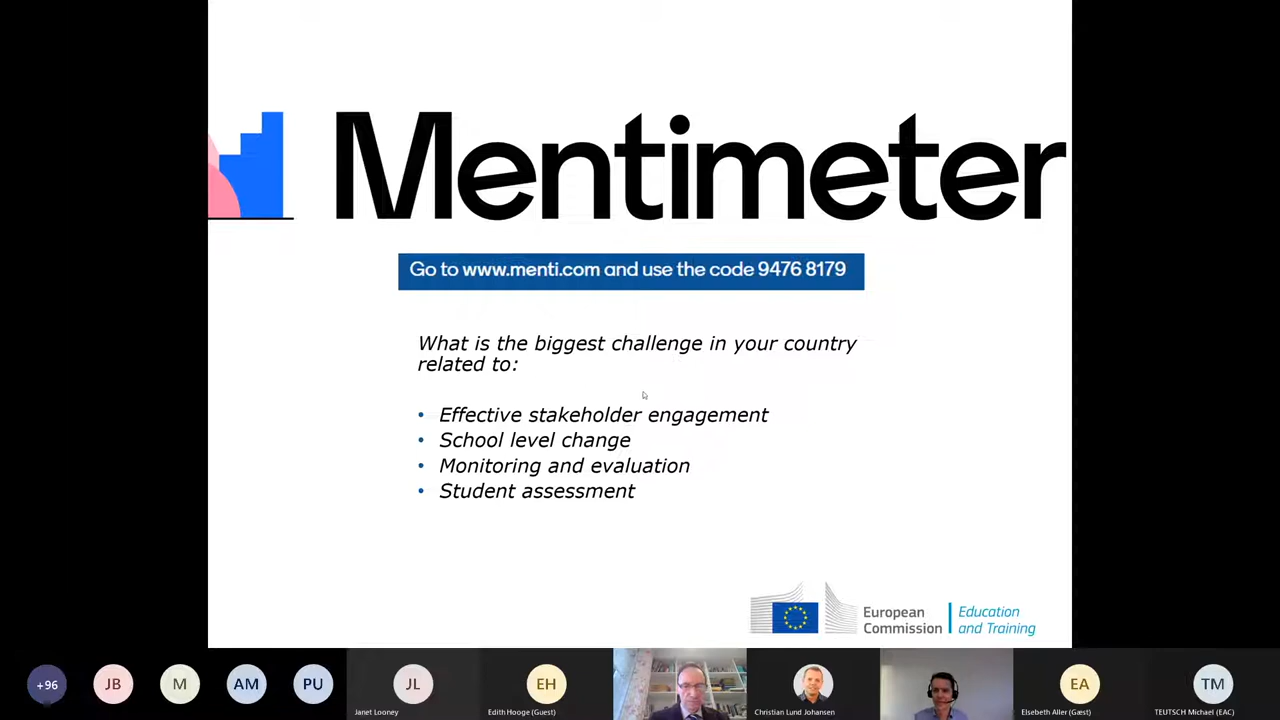 Mentimeter
Go to www.menti.com and use the code 9476 8179
What is the biggest challenge in your country
related to:
• Effective stakeholder engagement
• School level change
• Monitoring and evaluation
• Student assessment
European
Commission
Education
and Training
+96
JB
M
AM
PU
JL
Janet Looney
EH
Edith Hooge (Guest)
Christian Lund Johansen
EA
Elsebeth Aller (Gæst)
TM
TEUTSCH Michael (EAC)